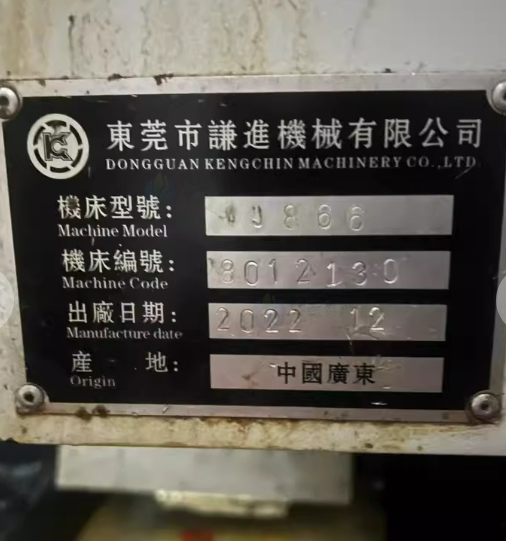 東莞市謙進機械有限公司
DONGGUAN KENGCHIN MACHINERY CO.,LTD.
機床型號:
Machine Model
866
機床編號: 8012130
Machine Code
出廠日期: 2022 12
Manufacture date
產 地: 中國廣東
Origin